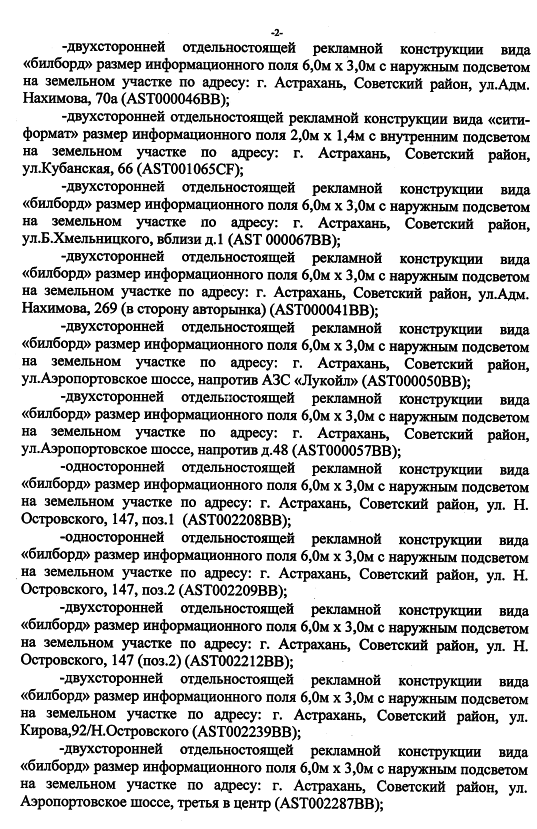 -2-
-двухсторонней отдельностоящей рекламной конструкции вида
«билборд» размер информационного поля 6,0м х 3,0м с наружным подсветом
на земельном участке по адресу: г. Астрахань, Советский район, ул.Адм.
Нахимова, 70а (AST000046BB);
-двухсторонней отдельностоящей рекламной конструкции вида «сити-
формат» размер информационного поля 2,0м х 1,4м с внутренним подсветом
на земельном участке по адресу: г. Астрахань, Советский район,
ул.Кубанская, 66 (AST001065CF);
-двухсторонней отдельностоящей рекламной конструкции вида
«билборд» размер информационного поля 6,0м х 3,0м с наружным подсветом
на земельном участке по адресу: г. Астрахань, Советский район,
ул.Б.Хмельницкого, вблизи д.1 (AST 000067BB);
-двухсторонней отдельностоящей рекламной конструкции вида
«билборд» размер информационного поля 6,0м х 3,0м с наружным подсветом
на земельном участке по адресу: г. Астрахань, Советский район, ул.Адм.
Нахимова, 269 (в сторону авторынка) (AST000041BB);
-двухсторонней отдельностоящей рекламной конструкции вида
«билборд» размер информационного поля 6,0м х 3,0м с наружным подсветом
на земельном участке по адресу: г. Астрахань, Советский район,
ул.Аэропортовское шоссе, напротив АЗС «Лукойл» (AST000050BB);
-двухсторонней отдельностоящей рекламной конструкции вида
«билборд» размер информационного поля 6,0м х 3,0м с наружным подсветом
на земельном участке по адресу: г. Астрахань, Советский район,
ул.Аэропортовское шоссе, напротив д.48 (AST000057BB);
-односторонней отдельностоящей рекламной конструкции вида
«билборд» размер информационного поля 6,0м х 3,0м с наружным подсветом
на земельном участке по адресу: г. Астрахань, Советский район, ул. Н.
Островского, 147, поз.1 (AST002208BB);
-односторонней отдельностоящей рекламной конструкции вида
«билборд» размер информационного поля 6,0м х 3,0м с наружным подсветом
на земельном участке по адресу: г. Астрахань, Советский район, ул. Н.
Островского, 147, поз.2 (AST002209BB);
-двухсторонней отдельностоящей рекламной конструкции вида
«билборд» размер информационного поля 6,0м х 3,0м с наружным подсветом
на земельном участке по адресу: г. Астрахань, Советский район, ул. Н.
Островского, 147 (поз.2) (AST002212BB);
-двухсторонней отдельностоящей рекламной конструкции вида
«билборд» размер информационного поля 6,0м х 3,0м с наружным подсветом
на земельном участке по адресу: г. Астрахань, Советский район, ул.
Кирова,92/Н.Островского (AST002239BB);
-двухсторонней отдельностоящей рекламной конструкции вида
«билборд» размер информационного поля 6,0м х 3,0м с наружным подсветом
на земельном участке по адресу: г. Астрахань, Советский район, ул.
Аэропортовское шоссе, третья в центр (AST002287BB);